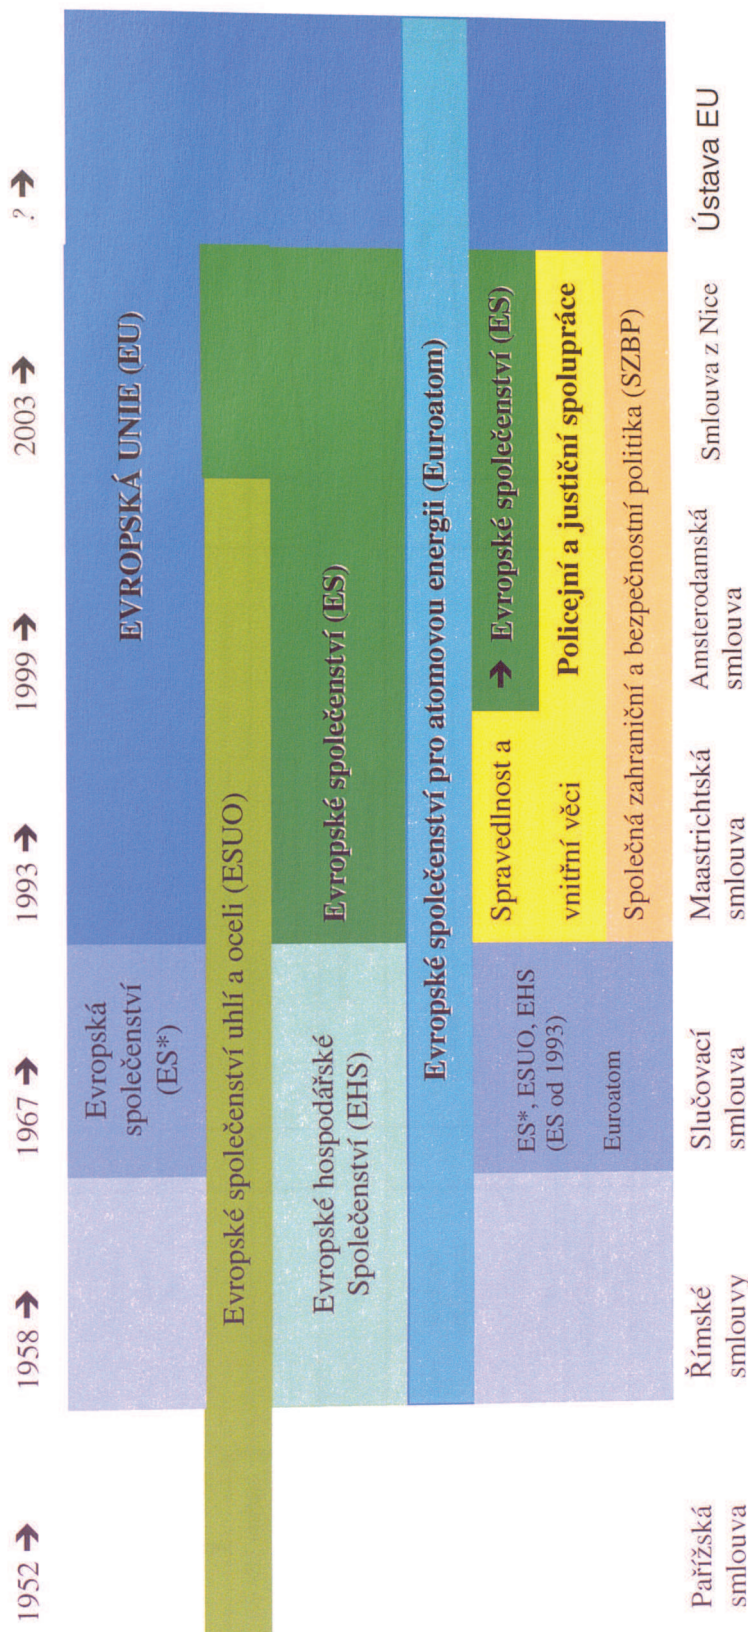 1952 →
1958 →
1967 →
1993 →
1999 →
2003 →
? →
Evropská
společenství
(ES*)
EVROPSKÁ UNIE (EU)
Evropské společenství uhlí a oceli (ESUO)
Evropské hospodářské
Společenství (EHS)
Evropské společenství (ES)
Evropské společenství pro atomovou energii (Euroatom)
ES*, ESUO, EHS
(ES od 1993)
Euroatom
Spravedlnost a
vnitřní věci
→ Evropské společenství (ES)
Policejní a justiční spolupráce
Společná zahraniční a bezpečnostní politika (SZBP)
Pařížská
smlouva
Římské
smlouvy
Slučovací
smlouva
Maastrichtská
smlouva
Amsterodamská
smlouva
Smlouva z Nice
Ústava EU